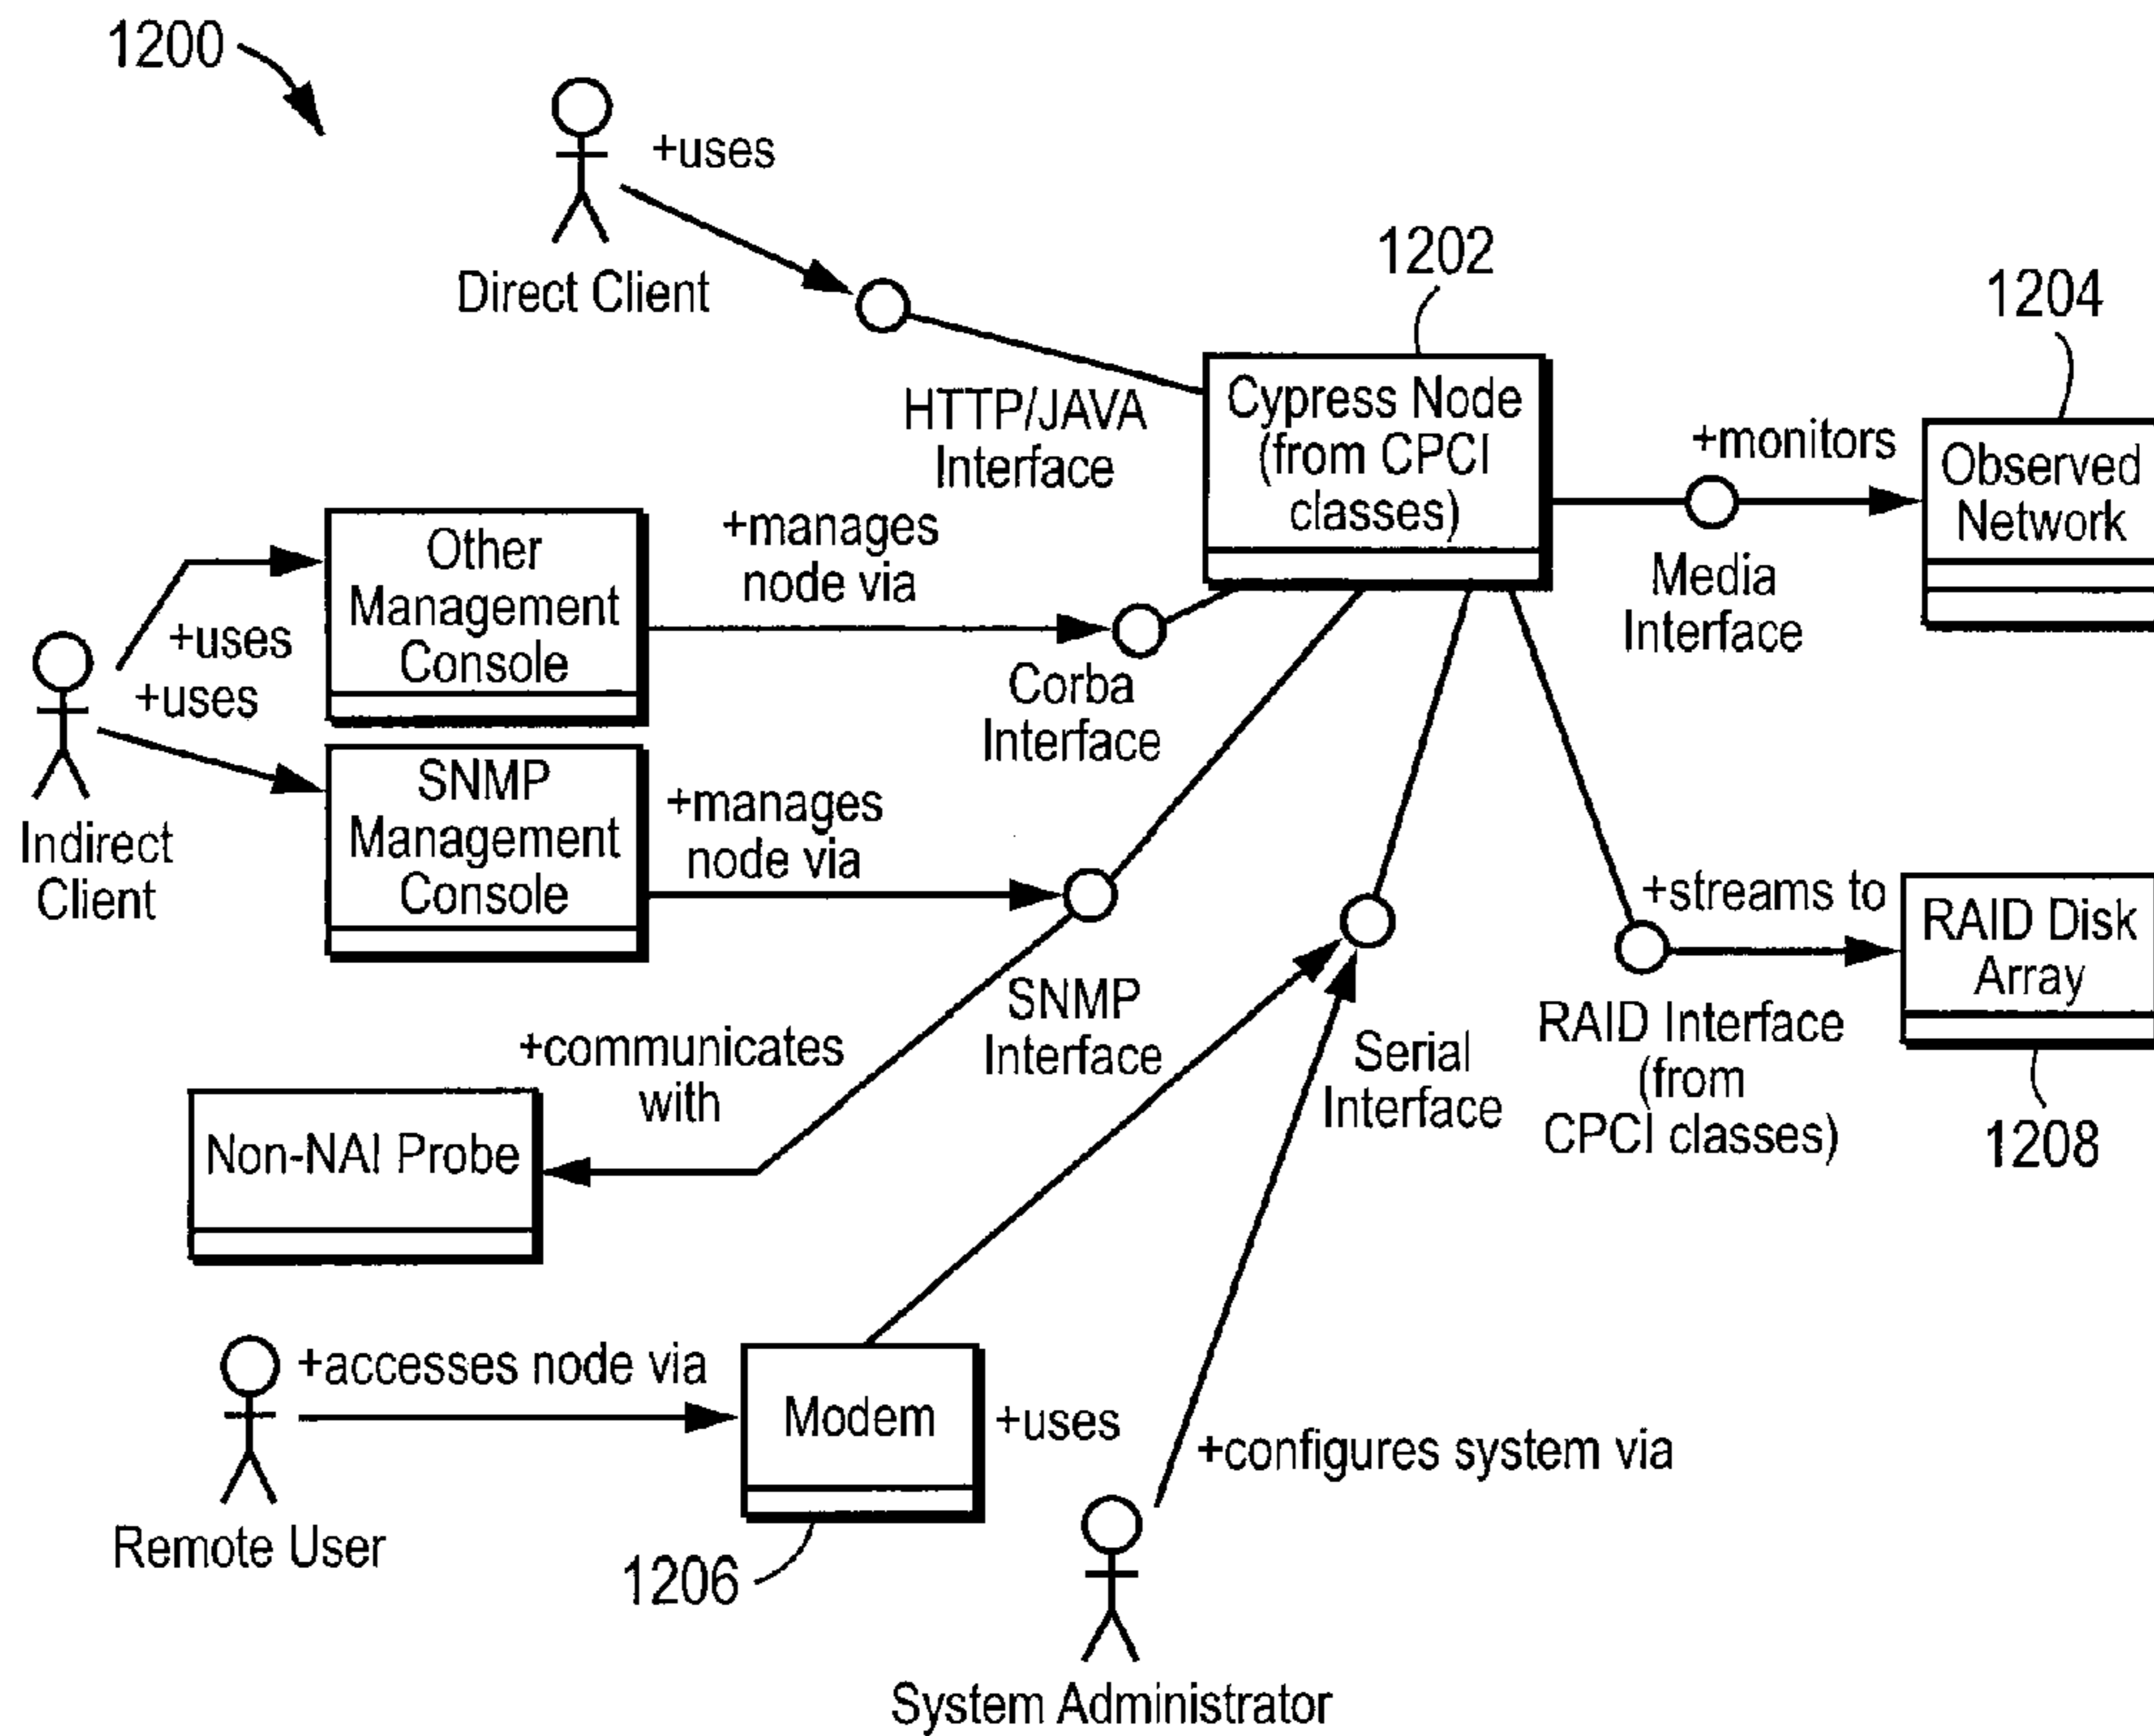 1200
+uses
Direct Client
1202
1204
HTTP/JAVA
Interface
Cypress Node
(from CPCI
classes)
+monitors
Observed
Network
Media
Interface
Other
Management
Console
+manages
node via
+uses
+uses
Corba
Interface
Indirect
Client
SNMP
Management
Console
+manages
node via
+streams to
RAID Disk
Array
SNMP
Interface
Serial
Interface
RAID Interface
(from
CPCI classes)
1208
+communicates
with
Non-NAI Probe
+accesses node via
Modem
+uses
+configures system via
Remote User
1206
System Administrator